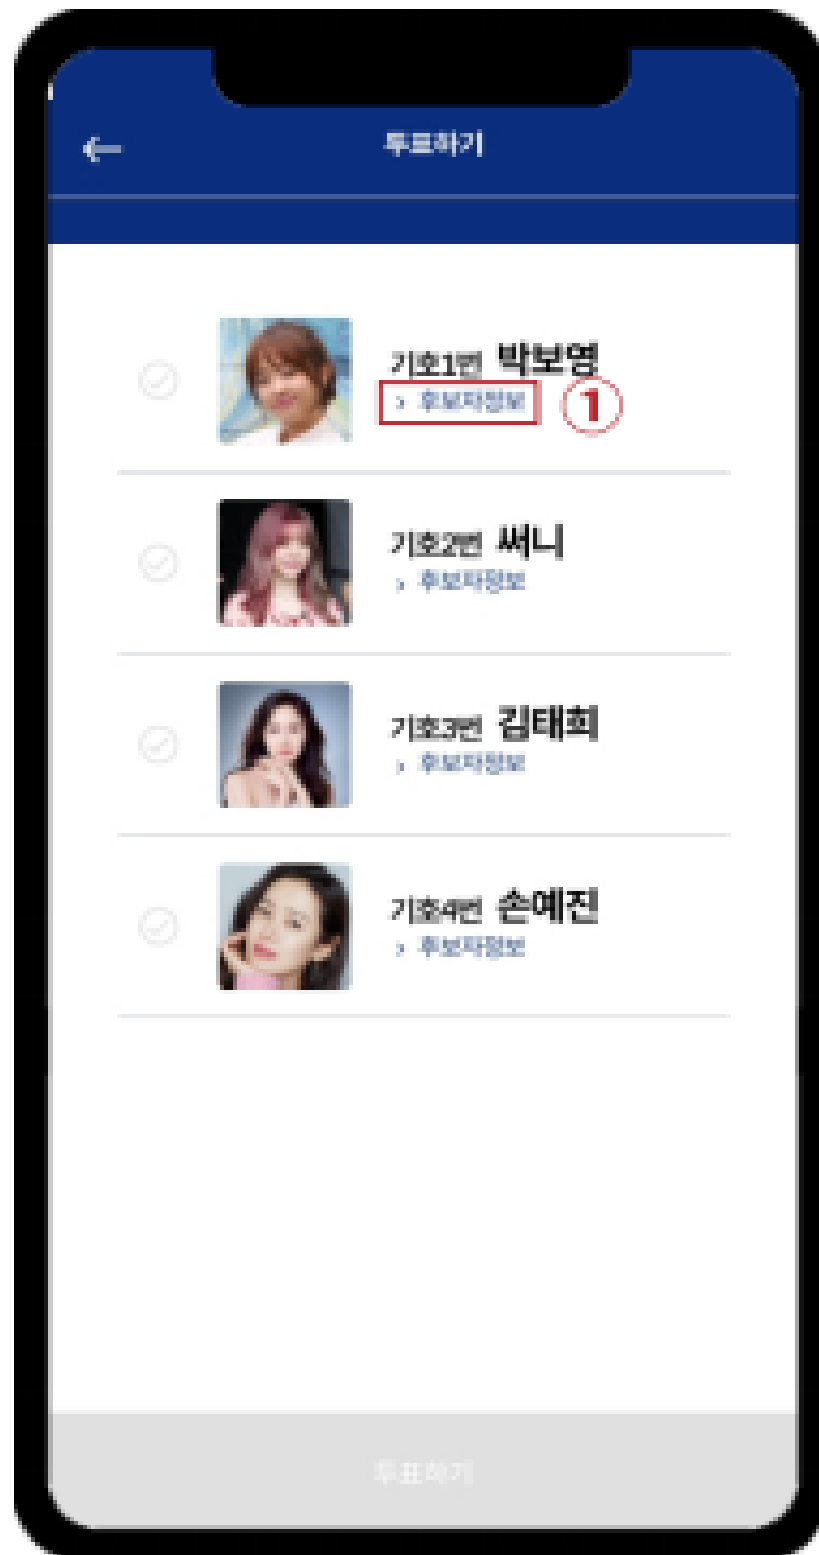 투표하기
기호1번 박보영
› 후보자정보 ①
기호2번 써니
› 후보자정보
기호3번 김태희
› 후보자정보
기호4번 손예진
› 후보자정보
투표하기